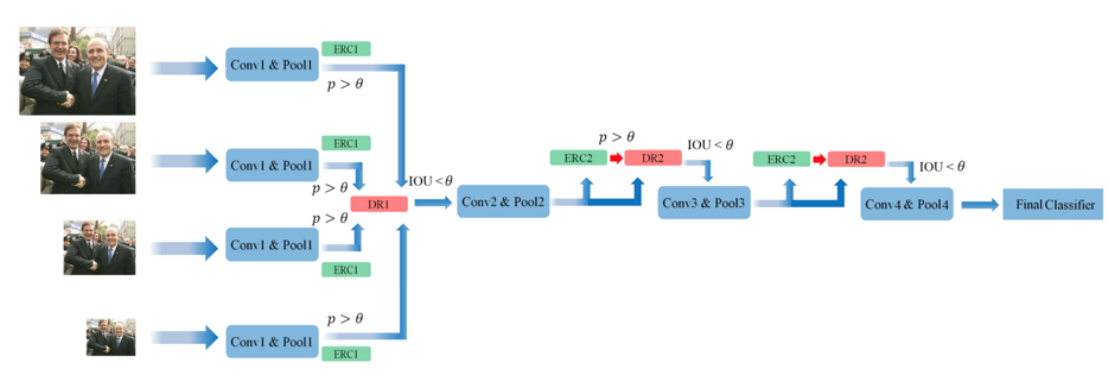 ERC1
Conv1 & Pool1
p > θ
ERC1
Conv1 & Pool1
p > θ
DR1
IOU < θ
p > θ
Conv1 & Pool1
ERC1
p > θ
Conv1 & Pool1
ERC1
Conv2 & Pool2
p > θ
ERC2
DR2
IOU < θ
Conv3 & Pool3
ERC2
DR2
IOU < θ
Conv4 & Pool4
Final Classifier